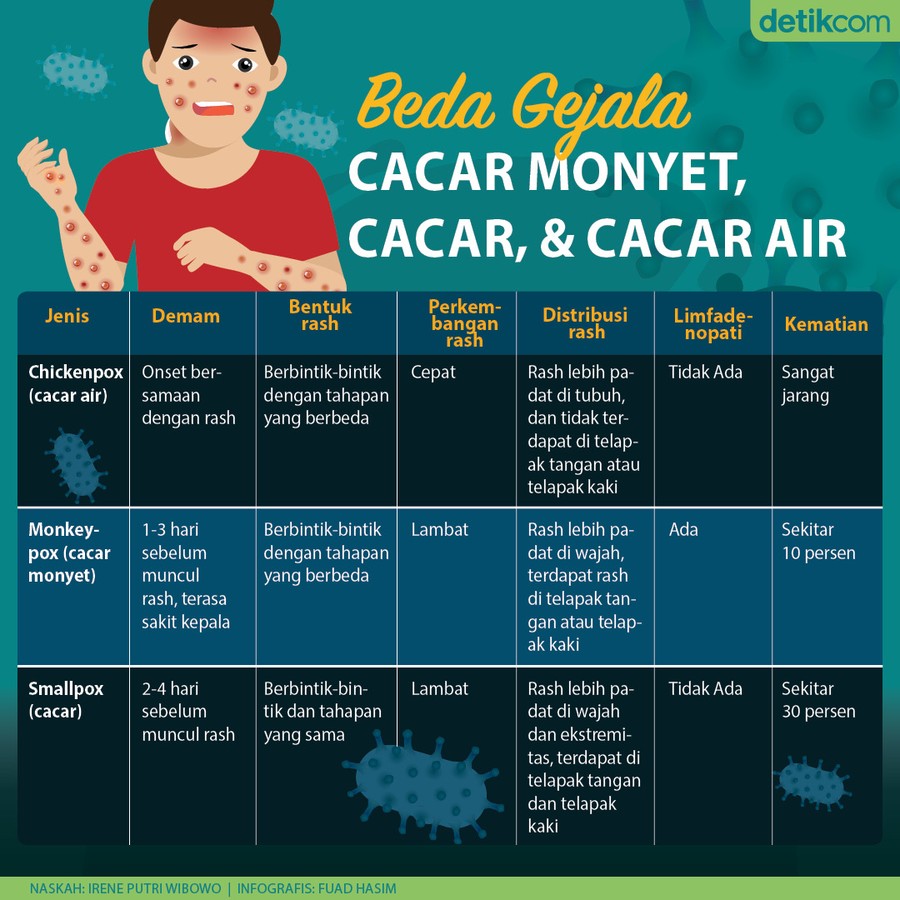 detikcom
Beda Gejala
CACAR MONYET,
CACAR, & CACAR AIR
Jenis
Demam
Bentuk
rash
Perkem-
bangan
rash
Distribusi
rash
Limfade-
nopati
Kematian
Chickenpox
(cacar air)
Onset ber-
samaan
dengan rash
Berbintik-bintik
dengan tahapan
yang berbeda
Cepat
Rash lebih pa-
dat di tubuh,
dan tidak ter-
dapat di telap-
ak tangan atau
telapak kaki
Tidak Ada
Sangat
jarang
Monkey-
pox (cacar
monyet)
1-3 hari
sebelum
muncul
rash, terasa
sakit kepala
Berbintik-bintik
dengan tahapan
yang berbeda
Lambat
Rash lebih pa-
dat di wajah,
terdapat rash
di telapak tan-
gan atau telap-
ak kaki
Ada
Sekitar
10 persen
Smallpox
(cacar)
2-4 hari
sebelum
muncul rash
Berbintik-bin-
tik dan tahapan
yang sama
Lambat
Rash lebih pa-
dat di wajah
dan ekstremi-
tas, terdapat di
telapak tangan
dan telapak
kaki
Tidak Ada
Sekitar
30 persen
NASKAH: IRENE PUTRI WIBOWO | INFOGRAFIS: FUAD HASIM